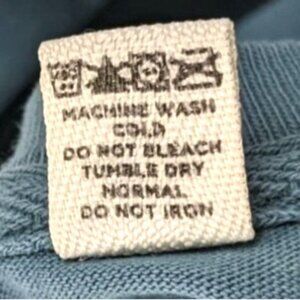 MACHINE WASH
COLD
DO NOT BLEACH
TUMBLE DRY
NORMAL
DO NOT IRON